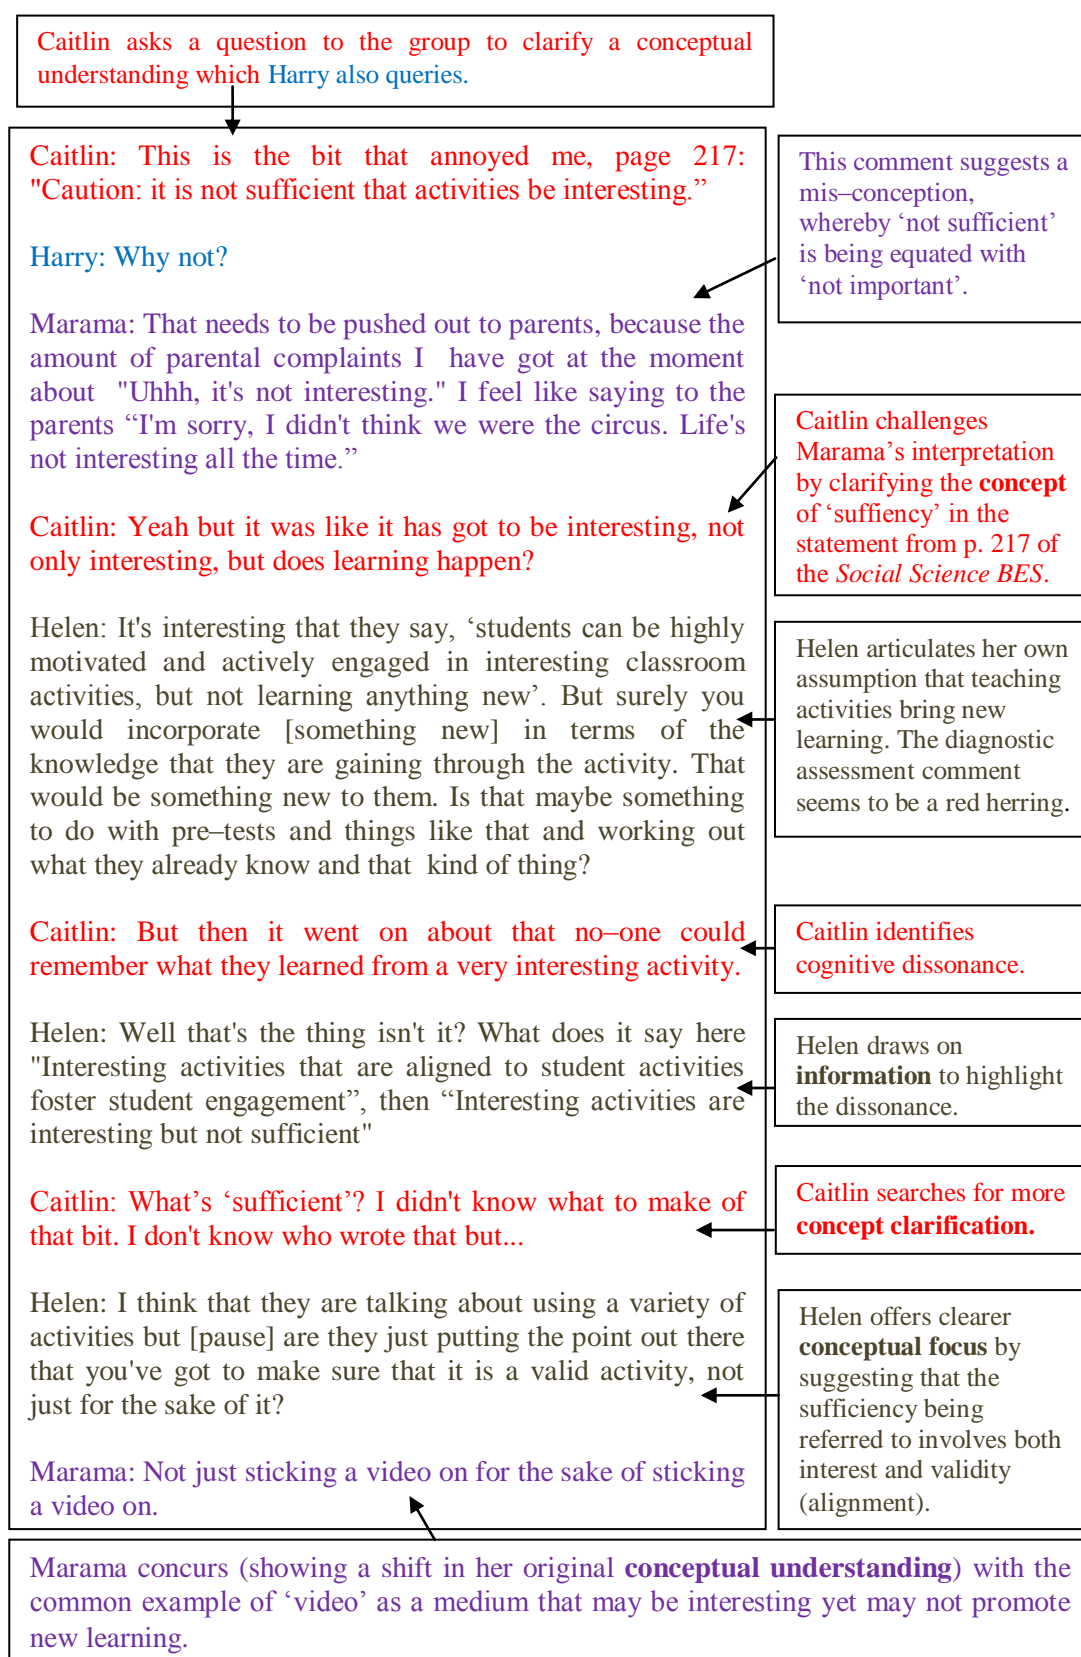 Caitlin asks a question to the group to clarify a conceptual
understanding which Harry also queries.
Caitlin: This is the bit that annoyed me, page 217:
"Caution: it is not sufficient that activities be interesting.”
Harry: Why not?
Marama: That needs to be pushed out to parents, because the
amount of parental complaints I have got at the moment
about "Uhhh, it's not interesting." I feel like saying to the
parents “I'm sorry, I didn't think we were the circus. Life's
not interesting all the time.”
This comment suggests a
mis–conception,
whereby ‘not sufficient’
is being equated with
‘not important’.
Caitlin: Yeah but it was like it has got to be interesting, not
only interesting, but does learning happen?
Caitlin challenges
Marama’s interpretation
by clarifying the concept
of ‘suffiency’ in the
statement from p. 217 of
the Social Science BES.
Helen: It's interesting that they say, ‘students can be highly
motivated and actively engaged in interesting classroom
activities, but not learning anything new’. But surely you
would incorporate [something new] in terms of the
knowledge that they are gaining through the activity. That
would be something new to them. Is that maybe something
to do with pre–tests and things like that and working out
what they already know and that kind of thing?
Helen articulates her own
assumption that teaching
activities bring new
learning. The diagnostic
assessment comment
seems to be a red herring.
Caitlin: But then it went on about that no–one could
remember what they learned from a very interesting activity.
Caitlin identifies
cognitive dissonance.
Helen: Well that's the thing isn't it? What does it say here
"Interesting activities that are aligned to student activities
foster student engagement”, then “Interesting activities are
interesting but not sufficient"
Helen draws on
information to highlight
the dissonance.
Caitlin: What’s ‘sufficient’? I didn't know what to make of
that bit. I don't know who wrote that but...
Caitlin searches for more
concept clarification.
Helen: I think that they are talking about using a variety of
activities but [pause] are they just putting the point out there
that you've got to make sure that it is a valid activity, not
just for the sake of it?
Helen offers clearer
conceptual focus by
suggesting that the
sufficiency being
referred to involves both
interest and validity
(alignment).
Marama: Not just sticking a video on for the sake of sticking
a video on.
Marama concurs (showing a shift in her original conceptual understanding) with the
common example of ‘video’ as a medium that may be interesting yet may not promote
new learning.